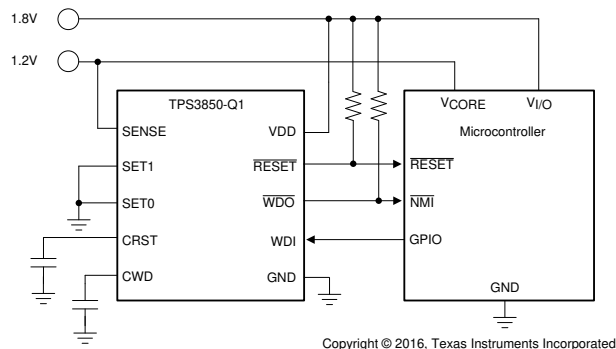 1.8V
1.2V
TPS3850-Q1
SENSE
SET1
SET0
CRST
CWD
VDD
RESET
WDO
WDI
GND
VCORE
VI/O
Microcontroller
RESET
NMI
GPIO
GND
Copyright © 2016, Texas Instruments Incorporated